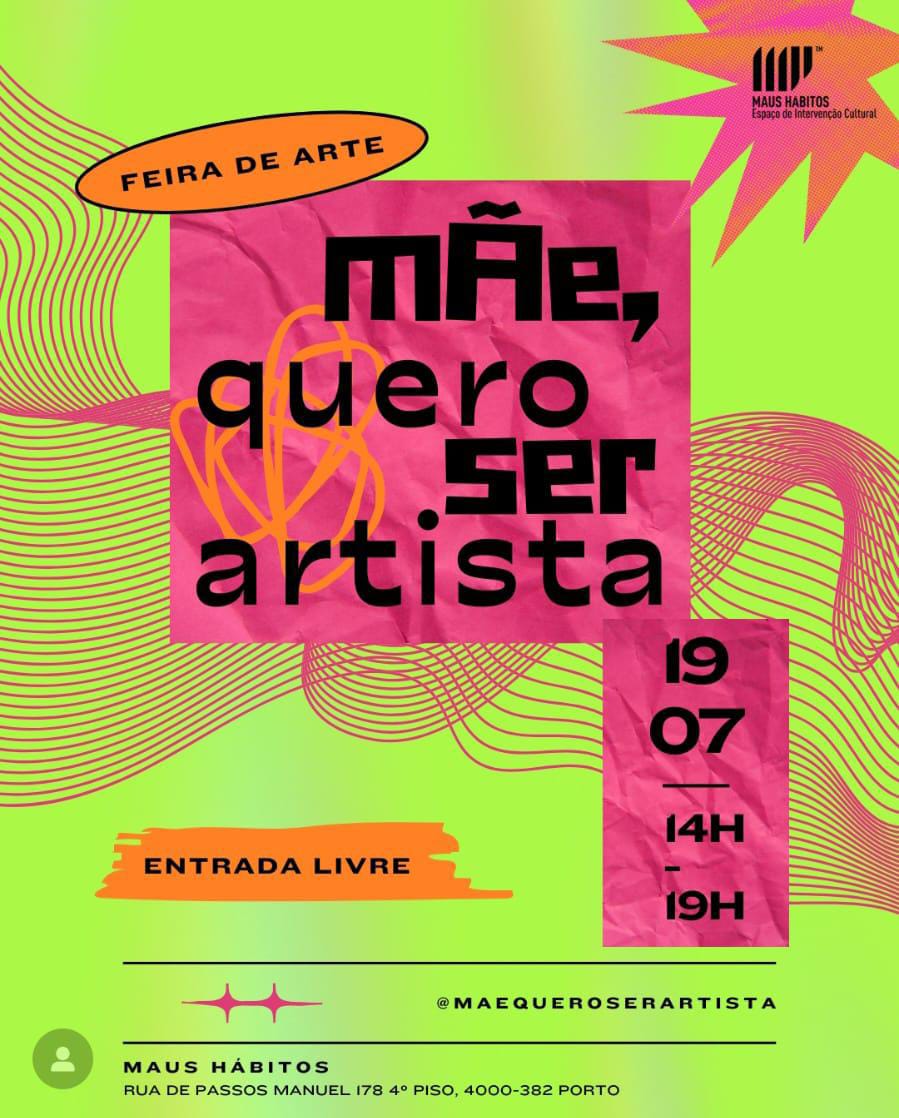 MAUS HÁBITOS
Espaço de Intervenção Cultural
FEIRA DE ARTE
mÃe,
quero
ser
artista
19
07
14H
-
19H
ENTRADA LIVRE
@MAEQUEROSERARTISTA
MAUS HÁBITOS
RUA DE PASSOS MANUEL 178 4º PISO, 4000-382 PORTO